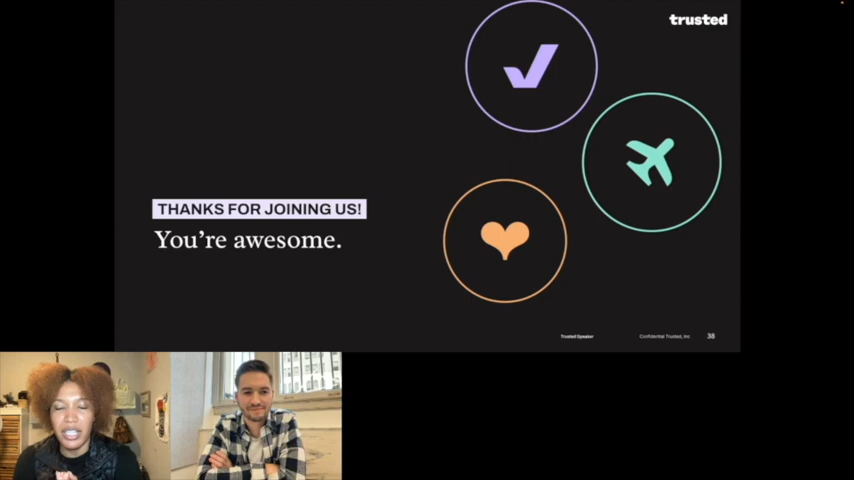 trusted
THANKS FOR JOINING US!
You're awesome.
Trusted Speaker
Confidential Trusted, Inc
38